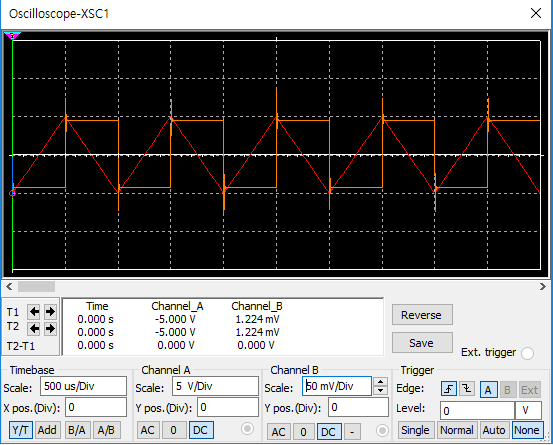 Oscilloscope-XSC1
Time Channel_A Channel_B
T1 0.000 s -5.000 V 1.224 mV
T2 0.000 s -5.000 V 1.224 mV
T2-T1 0.000 s 0.000 V 0.000 V
Reverse
Save
Ext. trigger
Timebase
Scale: 500 us/Div
X pos.(Div): 0
Y/T Add B/A A/B
Channel A
Scale: 5 V/Div
Y pos.(Div): 0
AC 0 DC
Channel B
Scale: 50 mV/Div
Y pos.(Div): 0
AC 0 DC -
Trigger
Edge: A B Ext
Level: 0 V
Single Normal Auto None